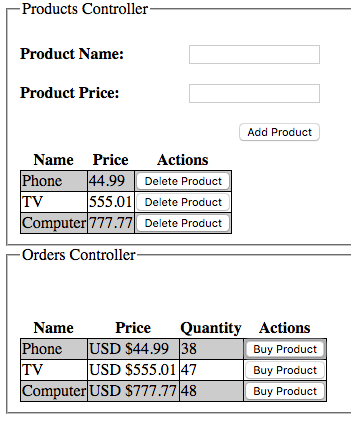 Products Controller
Product Name:
Product Price:
Add Product
Name Price Actions
Phone 44.99 Delete Product
TV 555.01 Delete Product
Computer 777.77 Delete Product
Orders Controller
Name Price Quantity Actions
Phone USD $44.99 38 Buy Product
TV USD $555.01 47 Buy Product
Computer USD $777.77 48 Buy Product